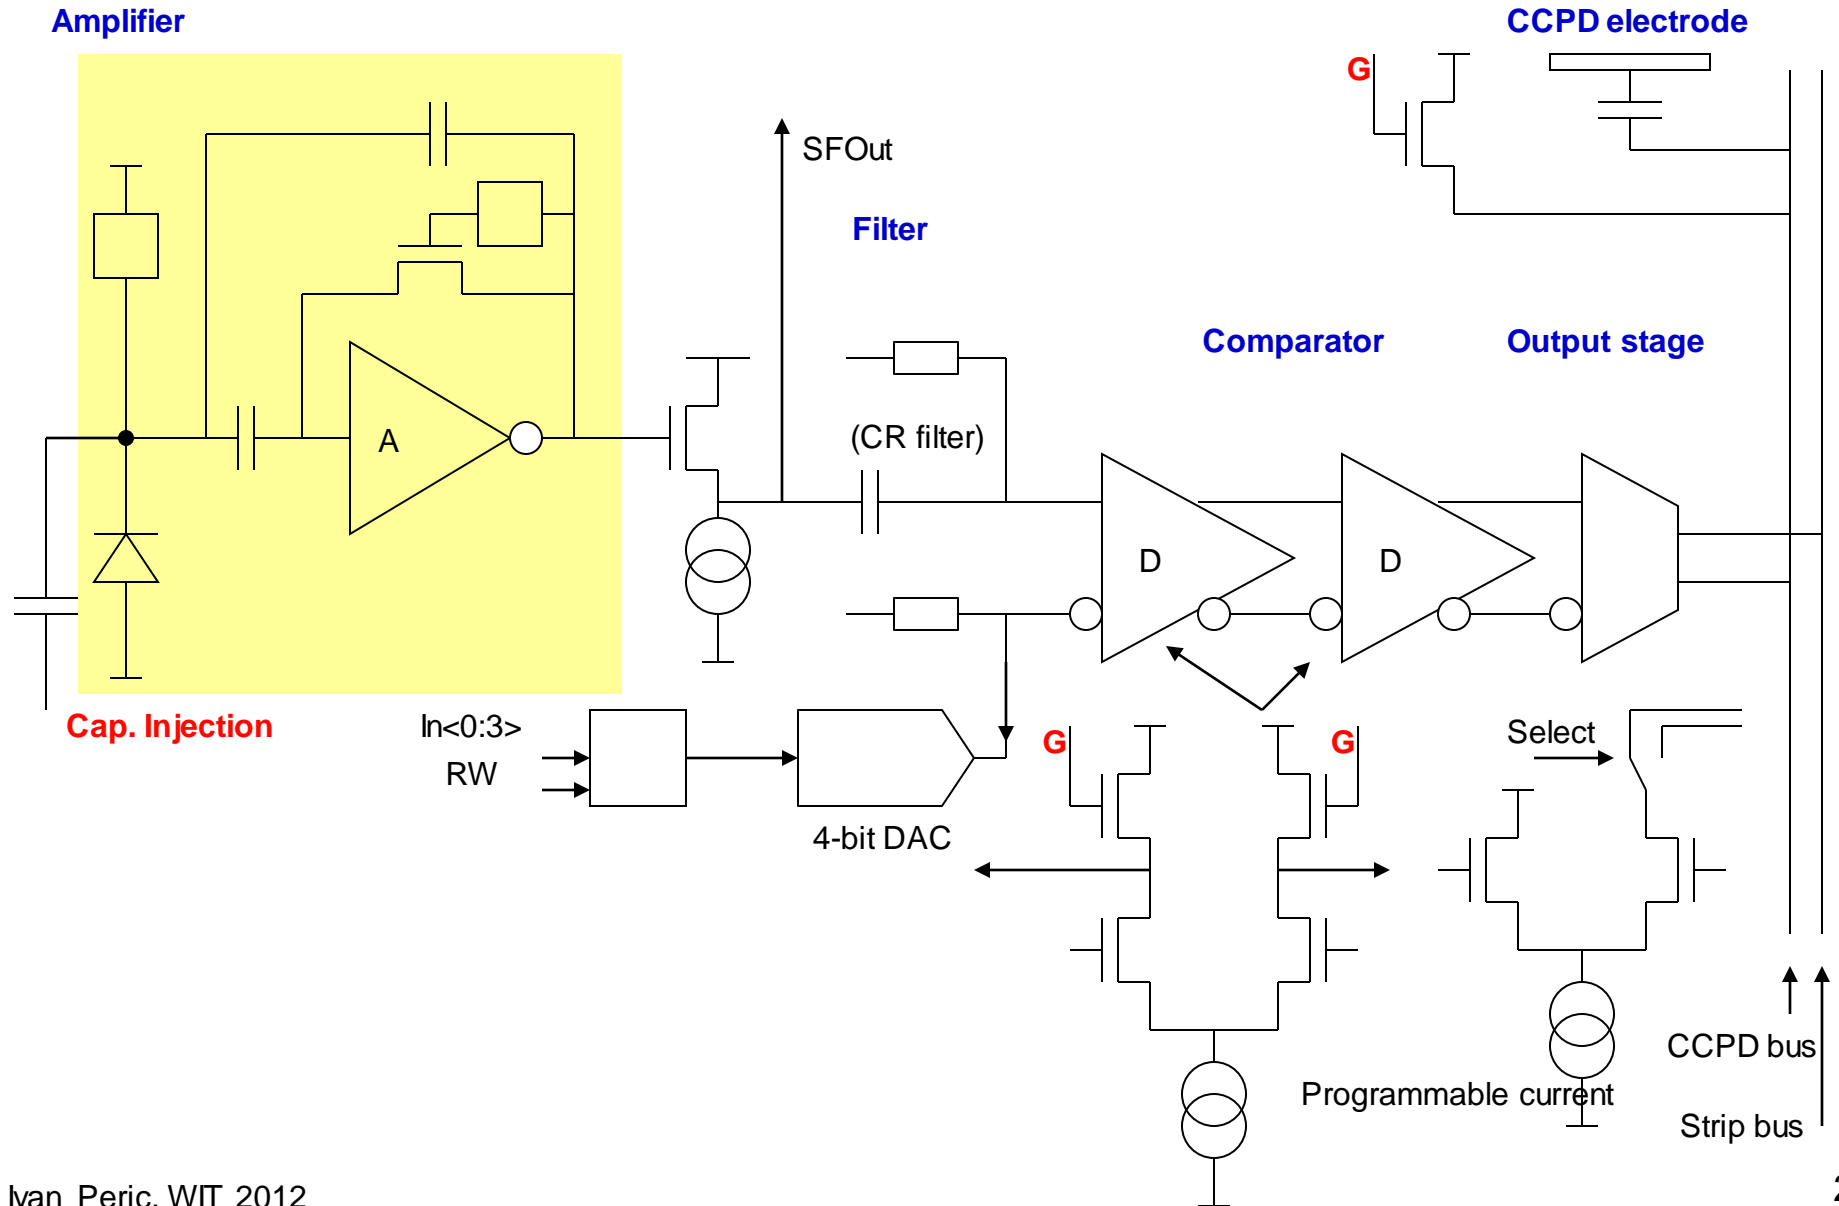 Amplifier
CCPD electrode
G
SFOut
Filter
Comparator
Output stage
A
(CR filter)
D
D
Cap. Injection
In<0:3>
RW
G
G
Select
4-bit DAC
CCPD bus
Programmable current
Strip bus
Ivan Peric, WIT 2012
2